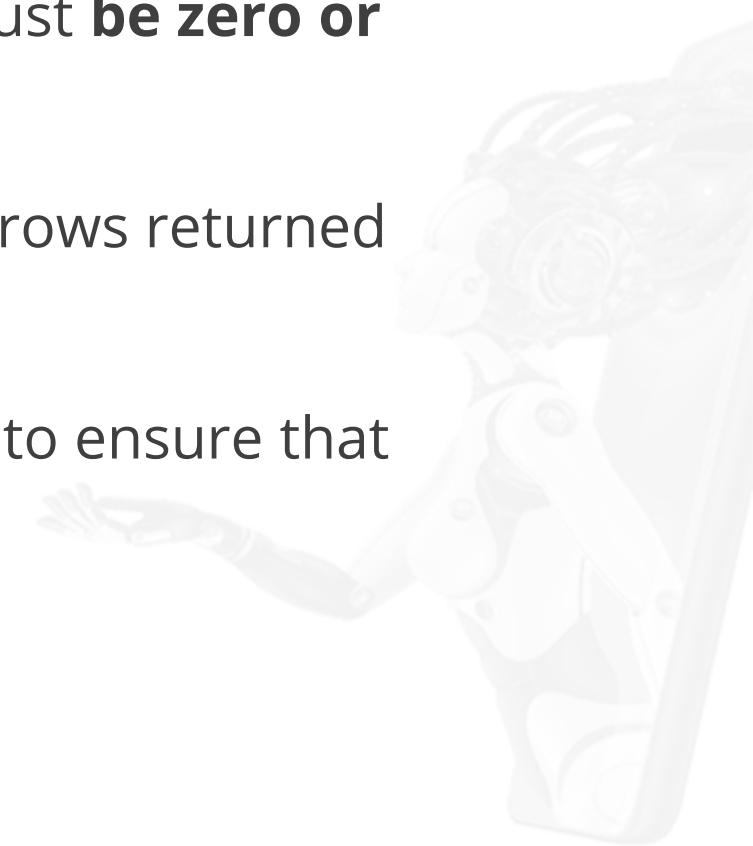 ust be zero or
rows returned
to ensure that